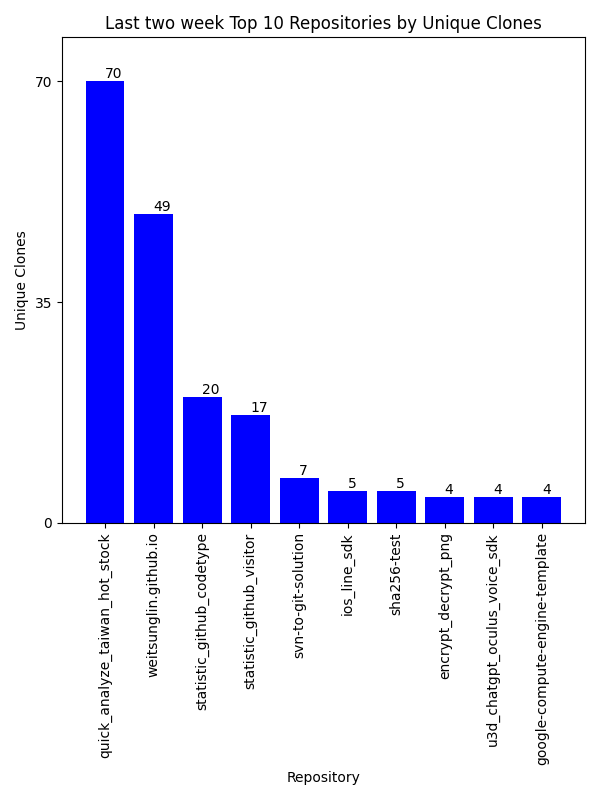 Last two week Top 10 Repositories by Unique Clones
Unique Clones
70
35
0
70
49
20
17
7
5
5
4
4
4
quick_analyze_taiwan_hot_stock
weitsunglin.github.io
statistic_github_codetype
statistic_github_visitor
svn-to-git-solution
ios_line_sdk
sha256-test
encrypt_decrypt_png
u3d_chatgpt_oculus_voice_sdk
google-compute-engine-template
Repository